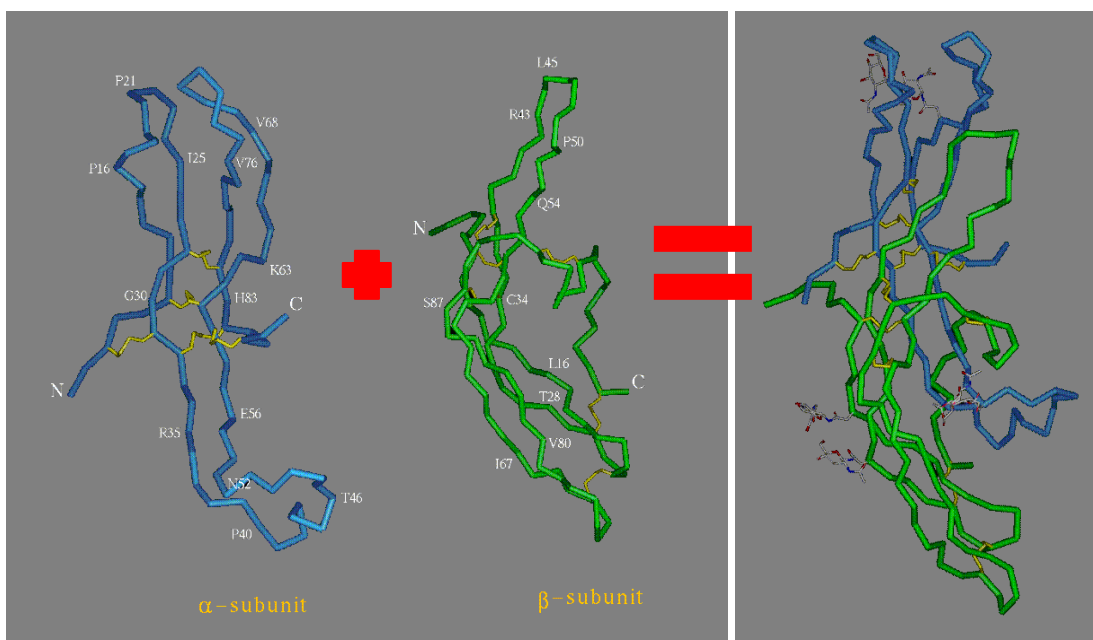 P21
V68
I25
V76
P16
K63
G30
H83
C
N
E56
R35
N52
T46
P40
α-subunit
L45
R43
P50
Q54
N
S87
C34
L16
C
T28
V80
I67
β-subunit